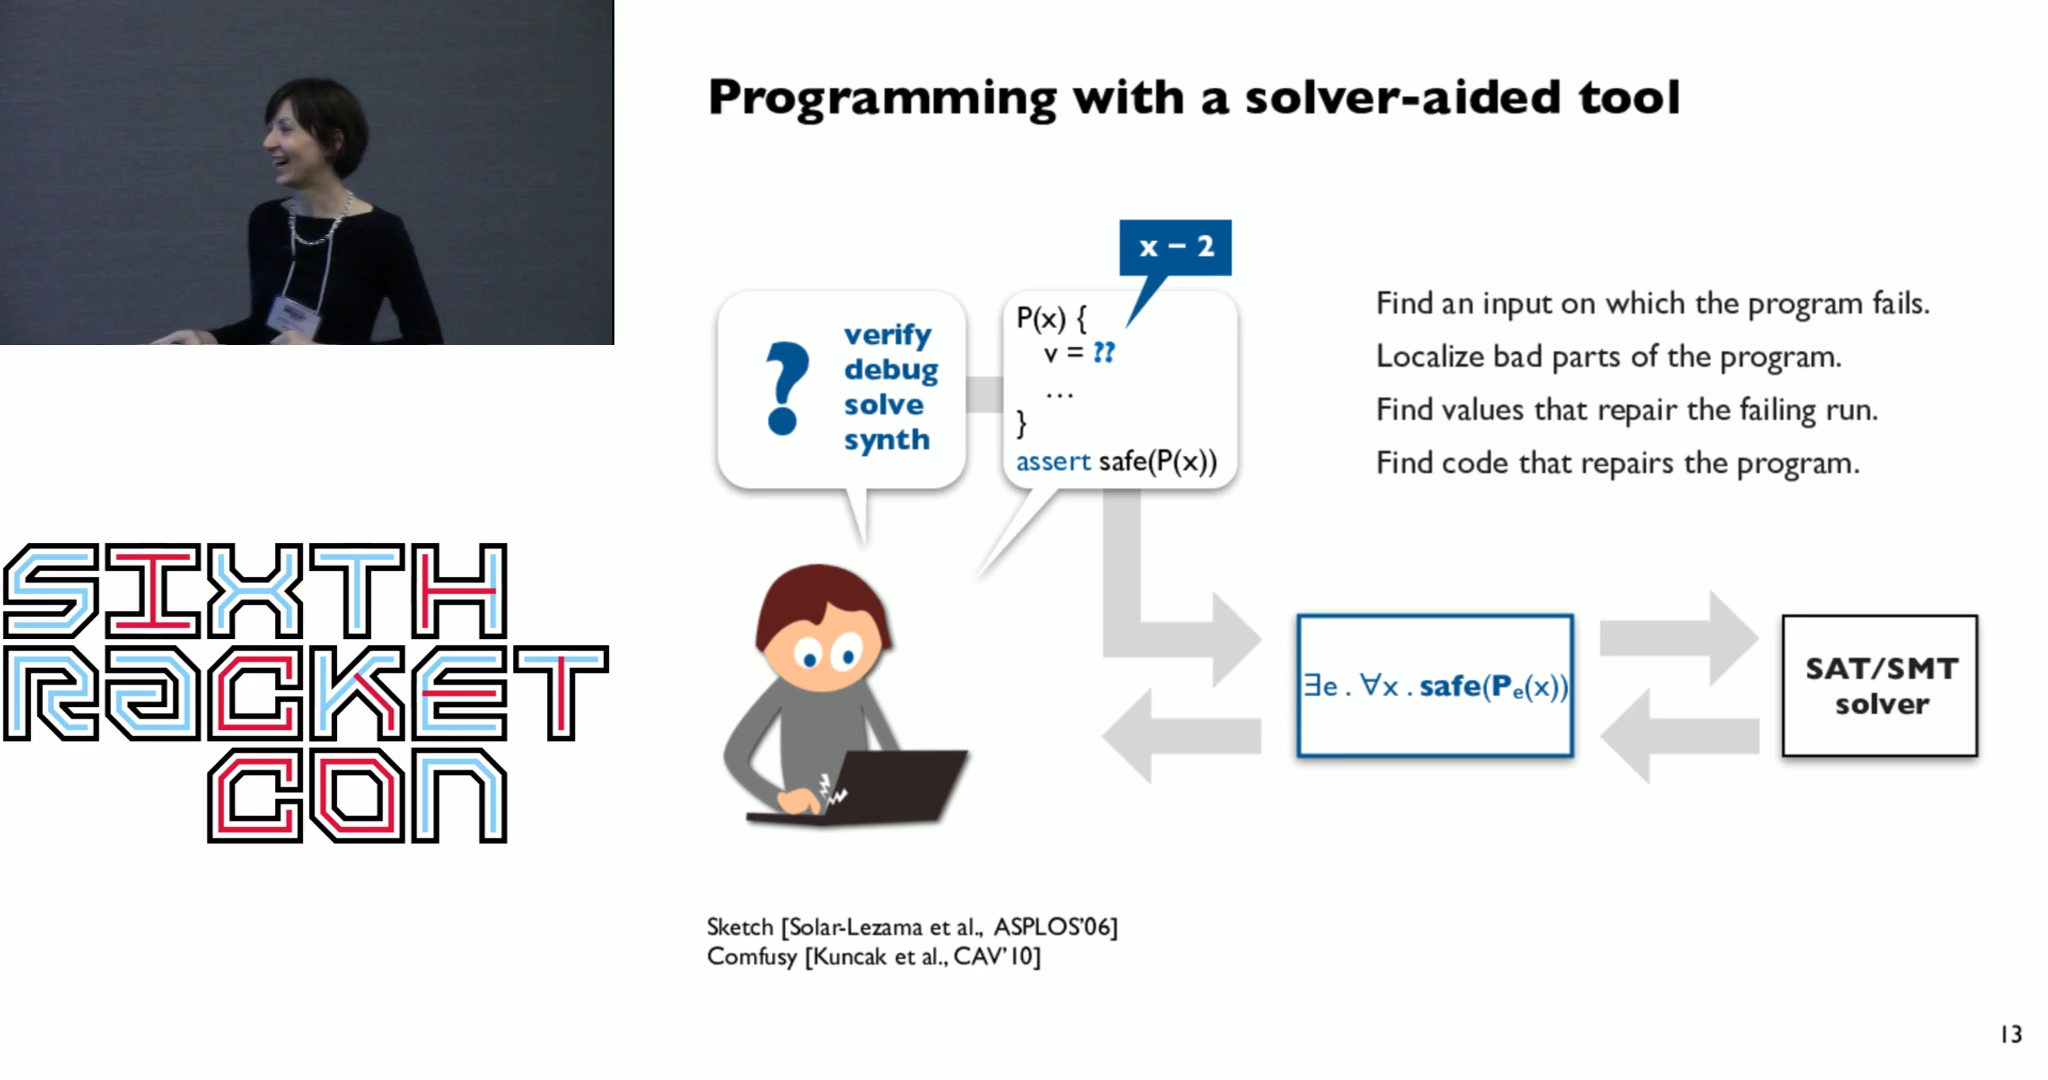 Programming with a solver-aided tool
x − 2
?
verify
debug
solve
synth
P(x) {
v = ??
…
}
assert safe(P(x))
Find an input on which the program fails.
Localize bad parts of the program.
Find values that repair the failing run.
Find code that repairs the program.
∃e . ∀x . safe(Pₑ(x))
SAT/SMT
solver
SIXTH
RACKET
CON
Sketch [Solar-Lezama et al., ASPLOS'06]
Comfusy [Kuncak et al., CAV'10]
13